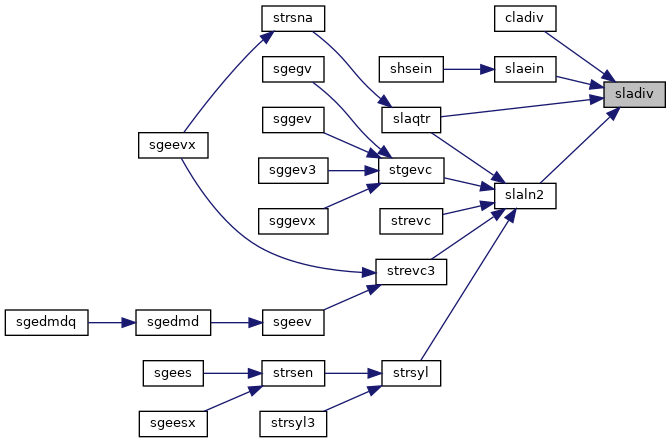 strsna
cladiv
sgegv
shsein
slaein
sladiv
sggev
slaqtr
sgeevx
sggev3
stgevc
slaln2
sggevx
strevc
strevc3
sgedmdq
sgedmd
sgeev
sgees
strsen
strsyl
sgeesx
strsyl3